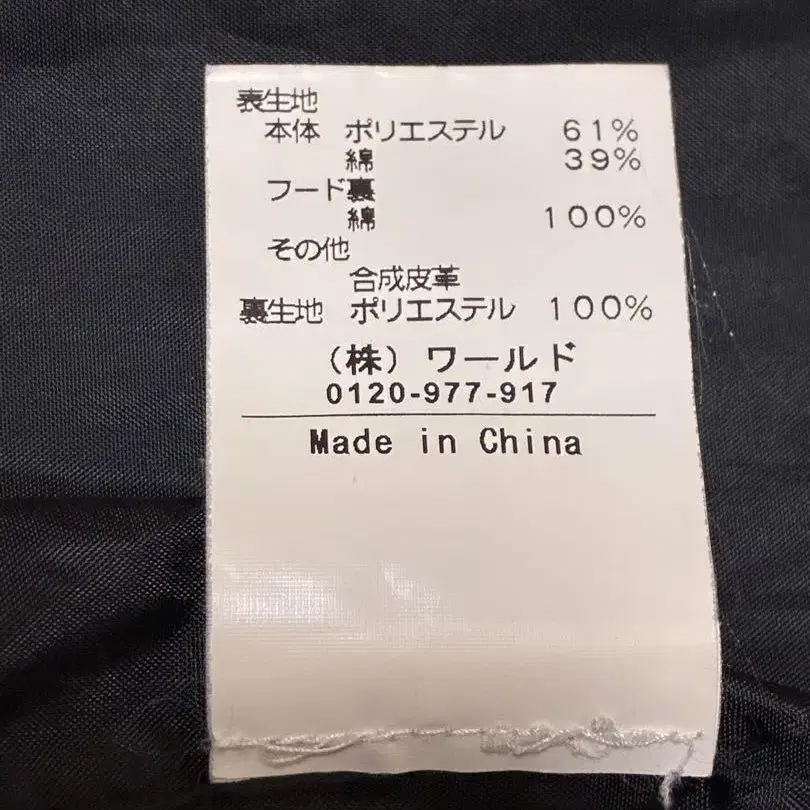 表生地
本体 ポリエステル 61%
綿 39%
フード裏
綿 100%
その他
合成皮革
裏生地 ポリエステル 100%
(株)ワールド
0120-977-917
Made in China